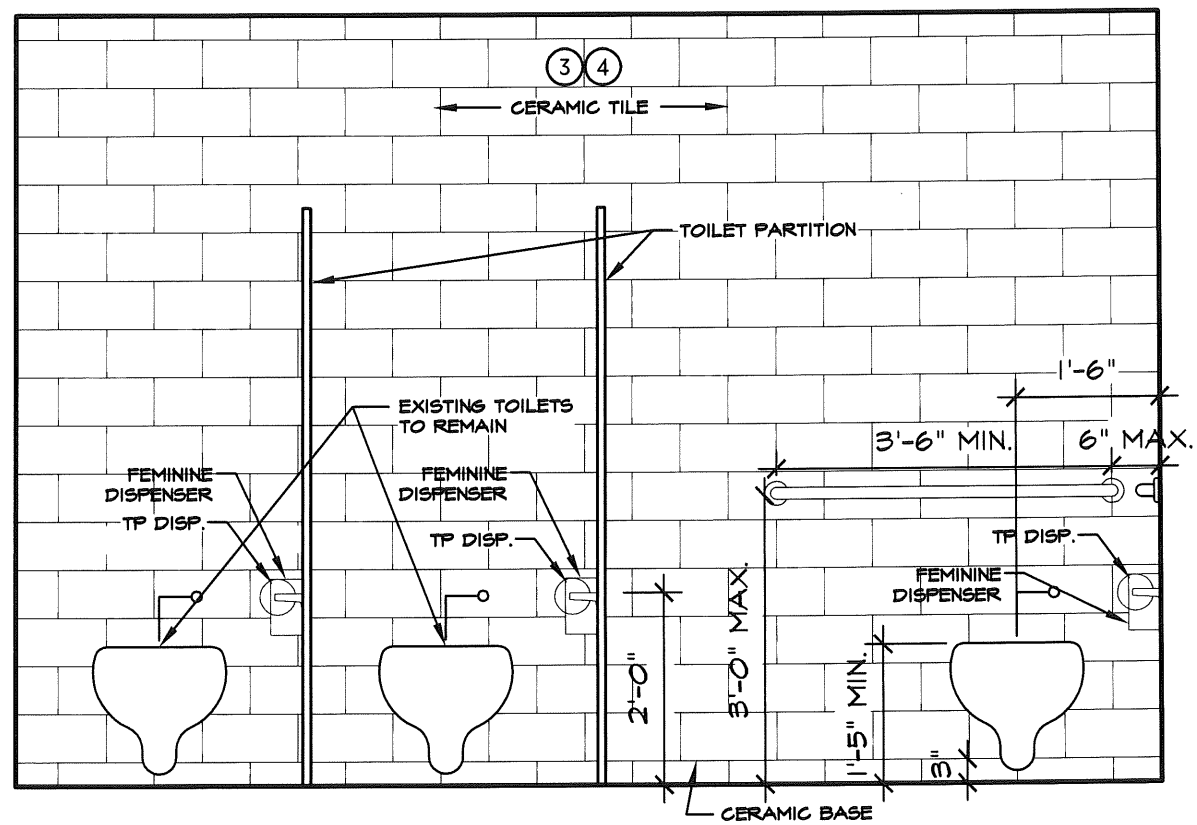 3 4
CERAMIC TILE
TOILET PARTITION
1'-6"
EXISTING TOILETS
TO REMAIN
3'-6" MIN.
6" MAX.
FEMININE
DISPENSER
TP DISP.
FEMININE
DISPENSER
TP DISP.
TP DISP.
FEMININE
DISPENSER
2'-0"
3'-0" MAX.
1'-5" MIN.
3"
CERAMIC BASE